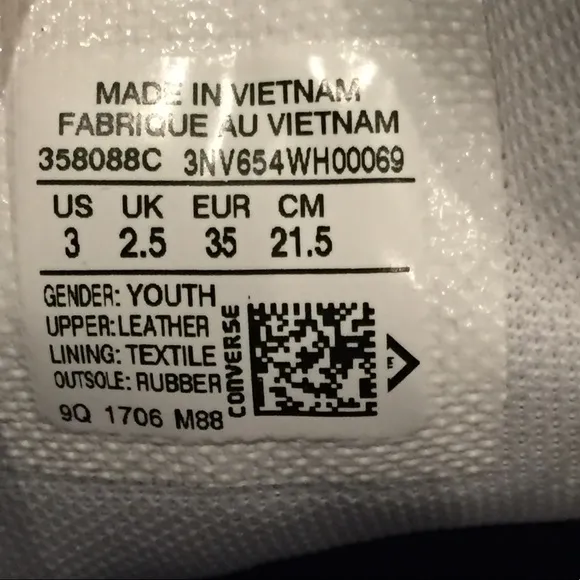 MADE IN VIETNAM
FABRIQUE AU VIETNAM
358088C 3NV654WH00069
US UK EUR CM
3 2.5 35 21.5
GENDER: YOUTH
UPPER: LEATHER
LINING: TEXTILE
OUTSOLE: RUBBER
9Q 1706 M88
CONVERSE
E